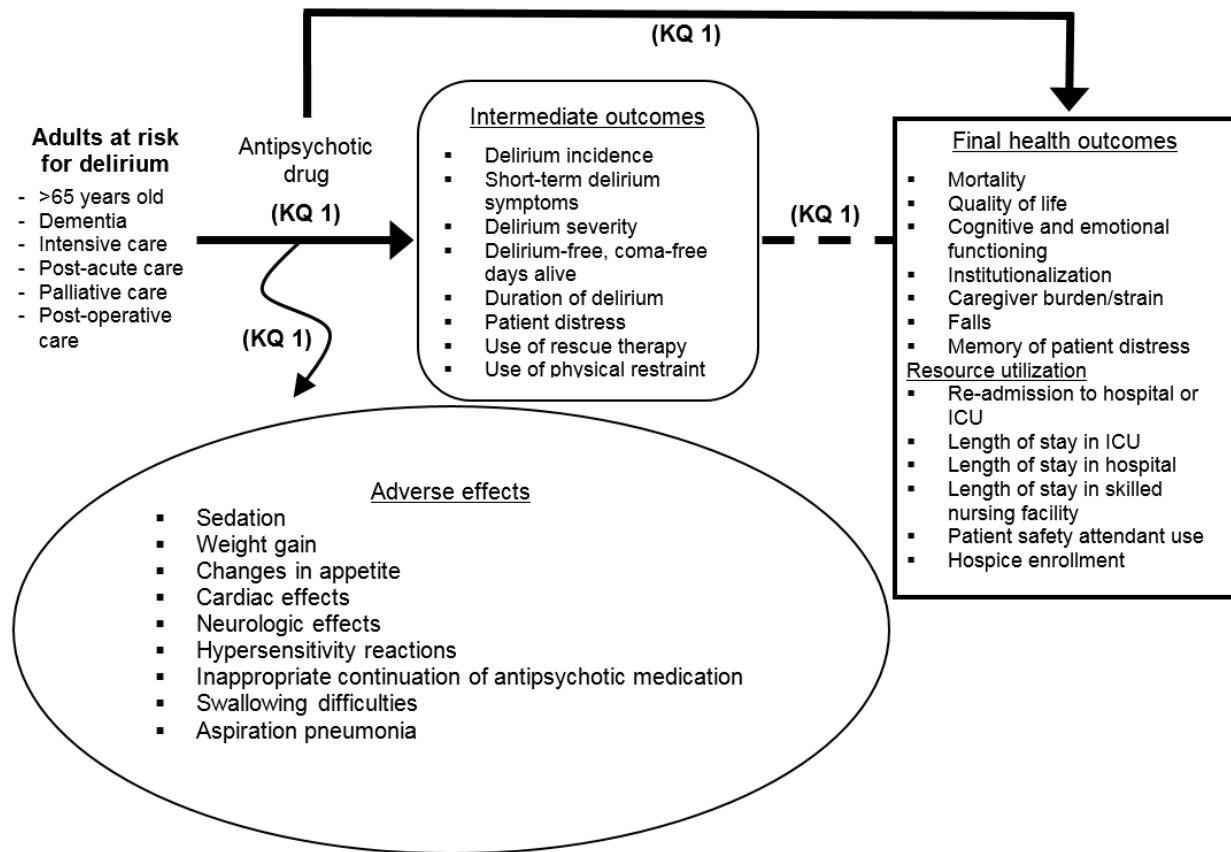 (KQ 1)
Adults at risk
for delirium
- >65 years old
- Dementia
- Intensive care
- Post-acute care
- Palliative care
- Post-operative
care
Antipsychotic
drug
(KQ 1)
(KQ 1)
Intermediate outcomes
▪ Delirium incidence
▪ Short-term delirium
symptoms
▪ Delirium severity
▪ Delirium-free, coma-free
days alive
▪ Duration of delirium
▪ Patient distress
▪ Use of rescue therapy
▪ Use of physical restraint
(KQ 1)
Final health outcomes
▪ Mortality
▪ Quality of life
▪ Cognitive and emotional
functioning
▪ Institutionalization
▪ Caregiver burden/strain
▪ Falls
▪ Memory of patient distress
Resource utilization
▪ Re-admission to hospital or
ICU
▪ Length of stay in ICU
▪ Length of stay in hospital
▪ Length of stay in skilled
nursing facility
▪ Patient safety attendant use
▪ Hospice enrollment
Adverse effects
▪ Sedation
▪ Weight gain
▪ Changes in appetite
▪ Cardiac effects
▪ Neurologic effects
▪ Hypersensitivity reactions
▪ Inappropriate continuation of antipsychotic medication
▪ Swallowing difficulties
▪ Aspiration pneumonia